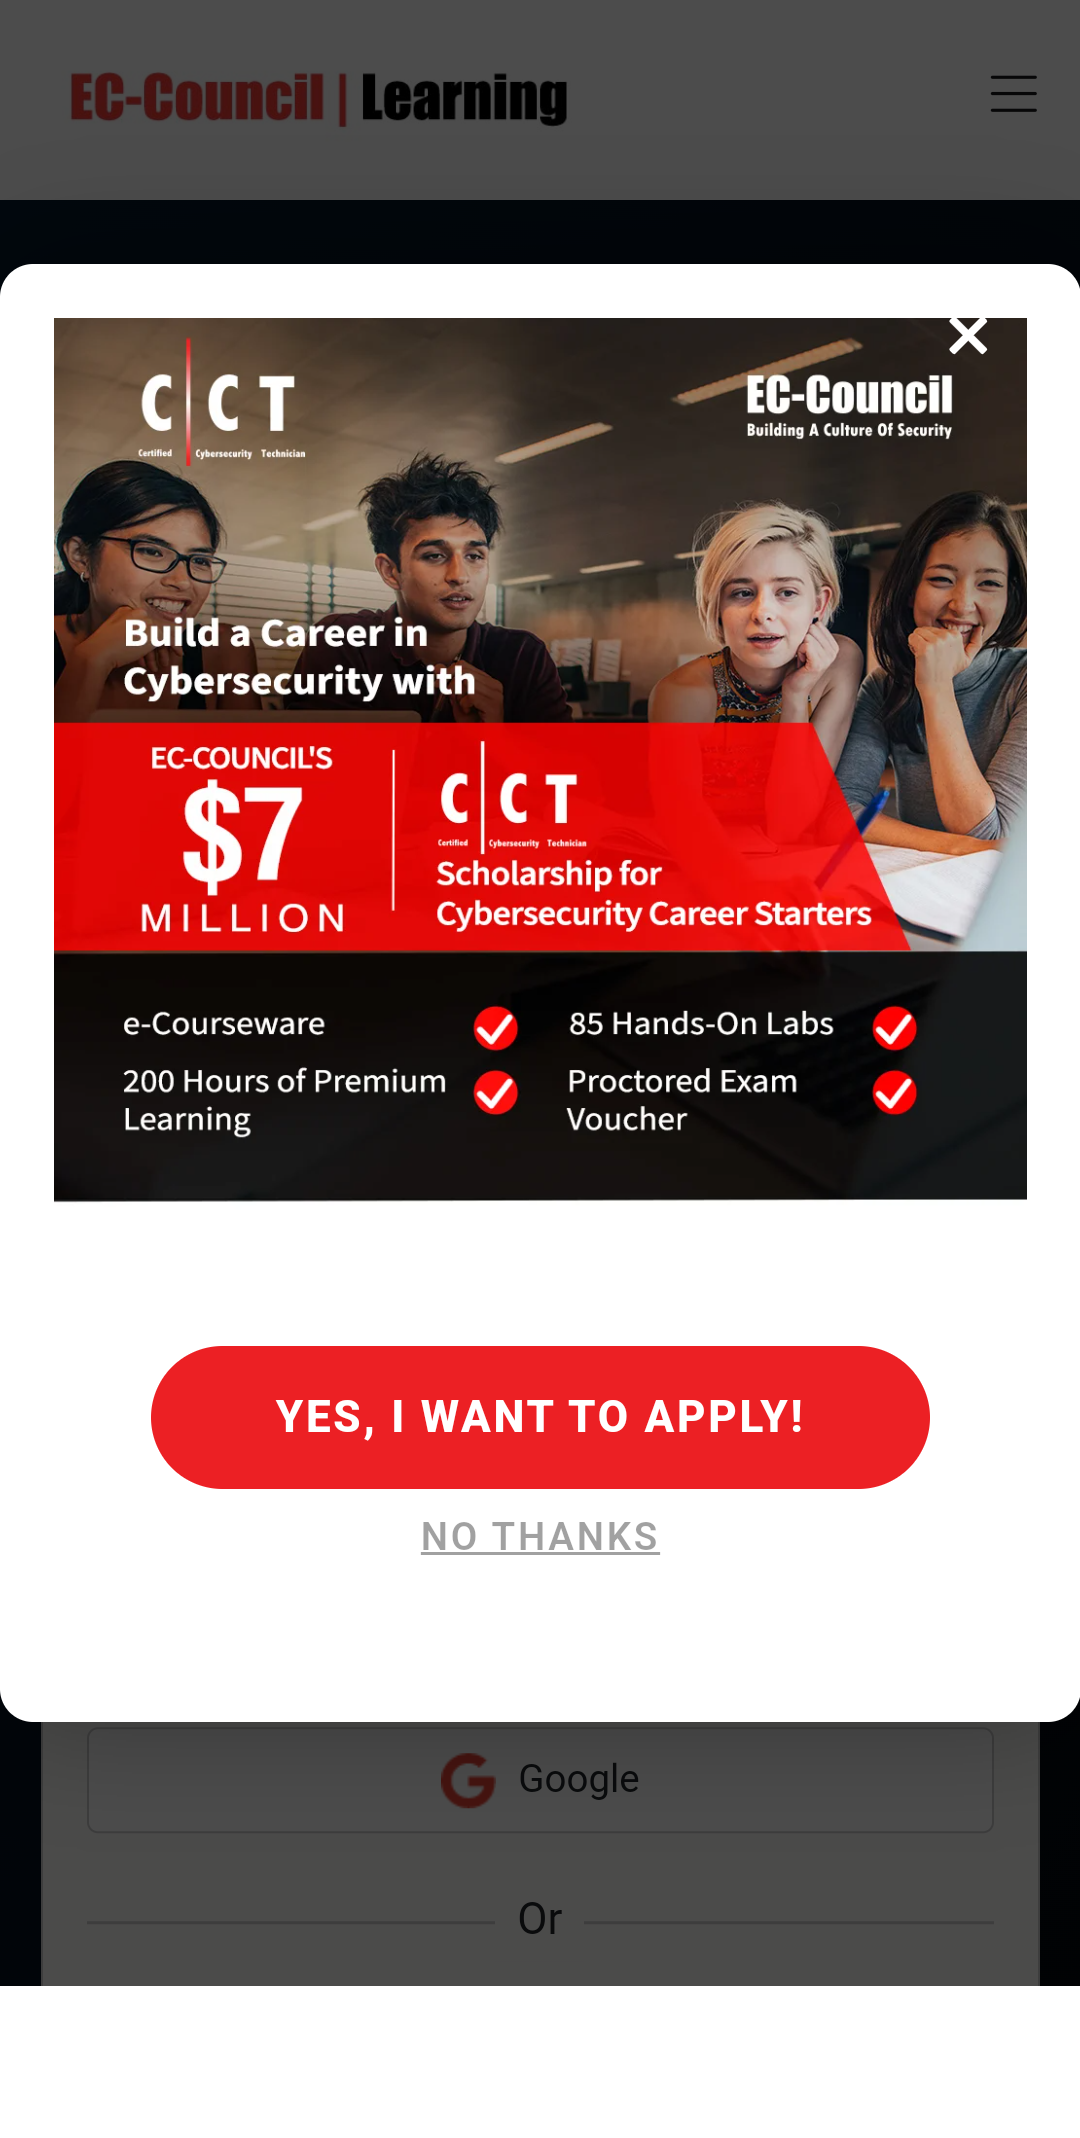 EC-Council | Learning
C|CT
Certified Cybersecurity Technician
EC-Council
Building A Culture Of Security
Build a Career in
Cybersecurity with
EC-COUNCIL'S
$7
MILLION
C|CT
Certified Cybersecurity Technician
Scholarship for
Cybersecurity Career Starters
e-Courseware
85 Hands-On Labs
200 Hours of Premium
Learning
Proctored Exam
Voucher
YES, I WANT TO APPLY!
NO THANKS
Google
Or